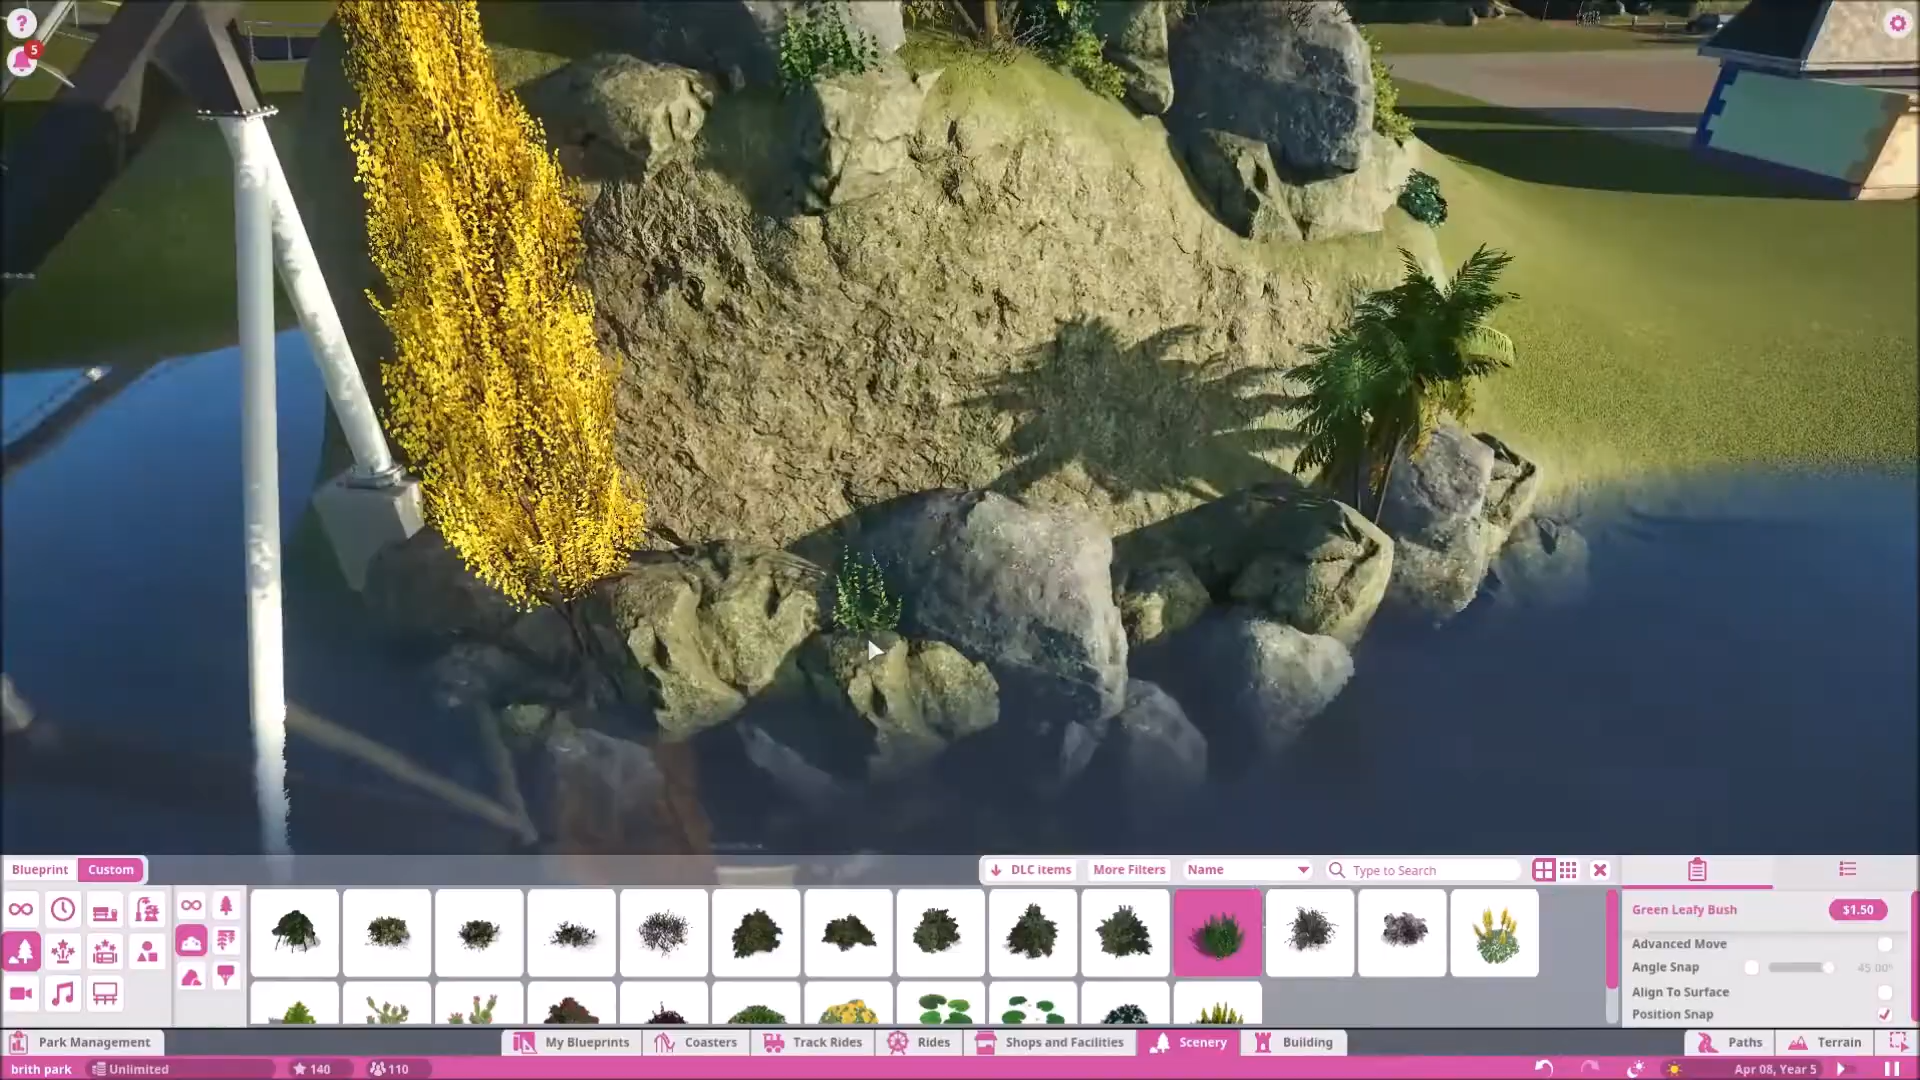 ?
5
Blueprint
Custom
DLC items
More Filters
Name
Type to Search
Green Leafy Bush
$1.50
Advanced Move
Angle Snap
45.00°
Align To Surface
Position Snap
Park Management
My Blueprints
Coasters
Track Rides
Rides
Shops and Facilities
Scenery
Building
Paths
Terrain
brith park
Unlimited
140
110
Apr 08, Year 5